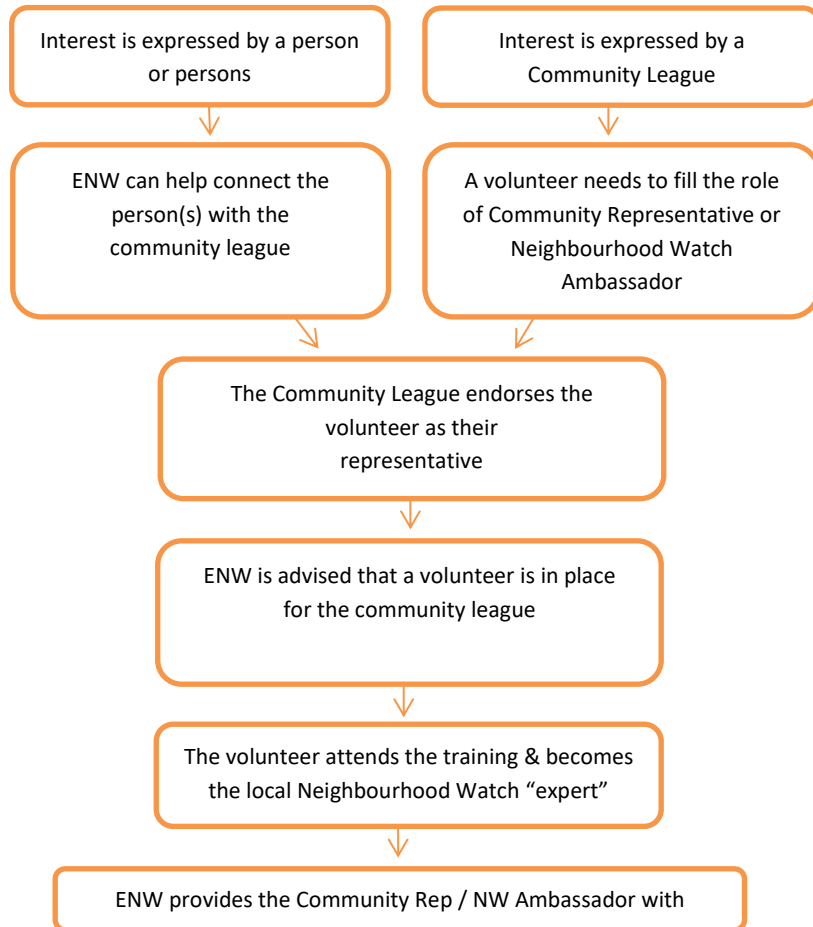 Interest is expressed by a person
or persons
Interest is expressed by a
Community League
ENW can help connect the
person(s) with the
community league
A volunteer needs to fill the role
of Community Representative or
Neighbourhood Watch
Ambassador
The Community League endorses the
volunteer as their
representative
ENW is advised that a volunteer is in place
for the community league
The volunteer attends the training & becomes
the local Neighbourhood Watch “expert”
ENW provides the Community Rep / NW Ambassador with